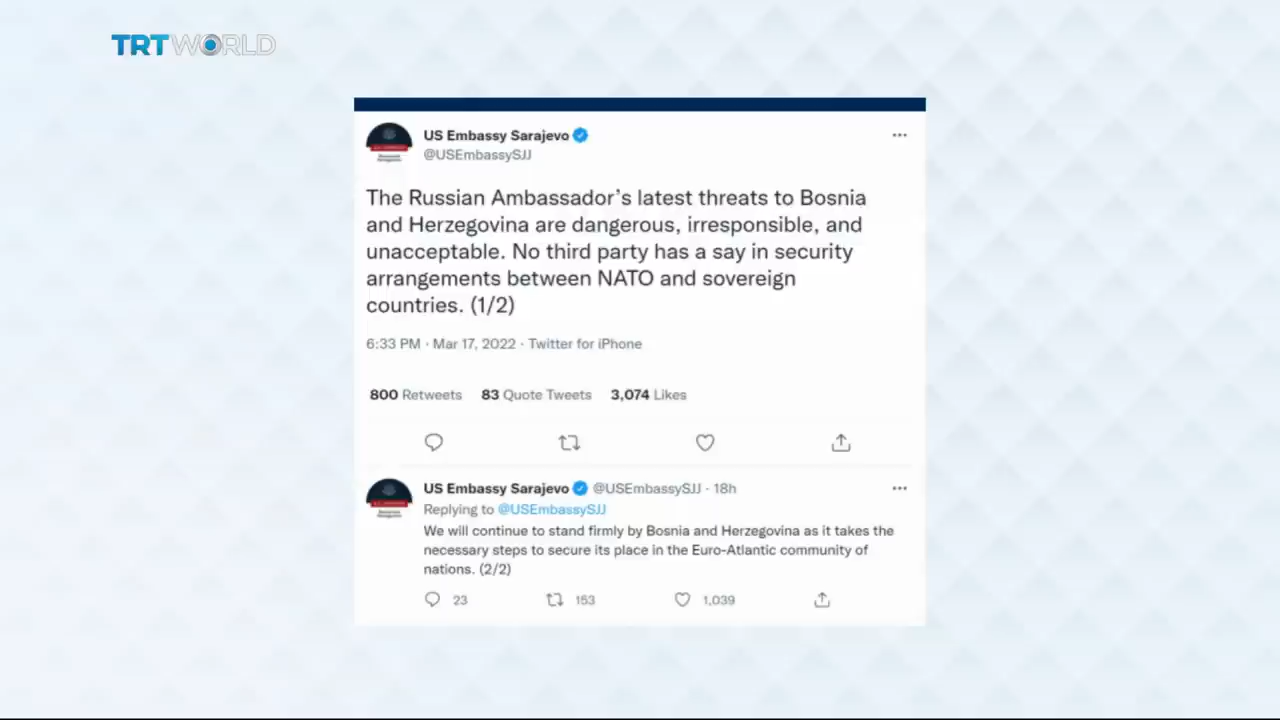 TRT WORLD
US Embassy Sarajevo
@USEmbassySJJ
The Russian Ambassador's latest threats to Bosnia
and Herzegovina are dangerous, irresponsible, and
unacceptable. No third party has a say in security
arrangements between NATO and sovereign
countries. (1/2)
6:33 PM · Mar 17, 2022 · Twitter for iPhone
800 Retweets 83 Quote Tweets 3,074 Likes
US Embassy Sarajevo @USEmbassySJJ · 18h
Replying to @USEmbassySJJ
We will continue to stand firmly by Bosnia and Herzegovina as it takes the
necessary steps to secure its place in the Euro-Atlantic community of
nations. (2/2)
23 153 1,039